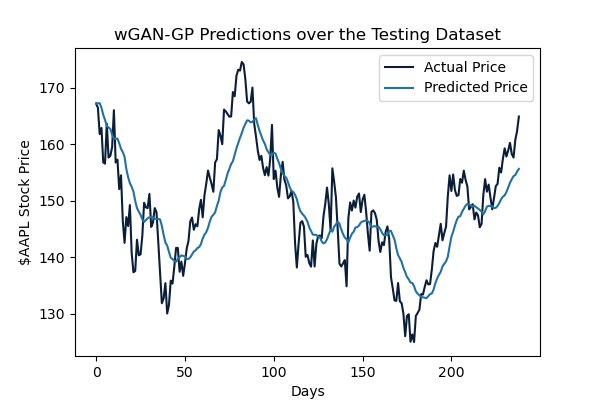 wGAN-GP Predictions over the Testing Dataset
Actual Price
Predicted Price
170
160
150
140
130
$AAPL Stock Price
0 50 100 150 200
Days